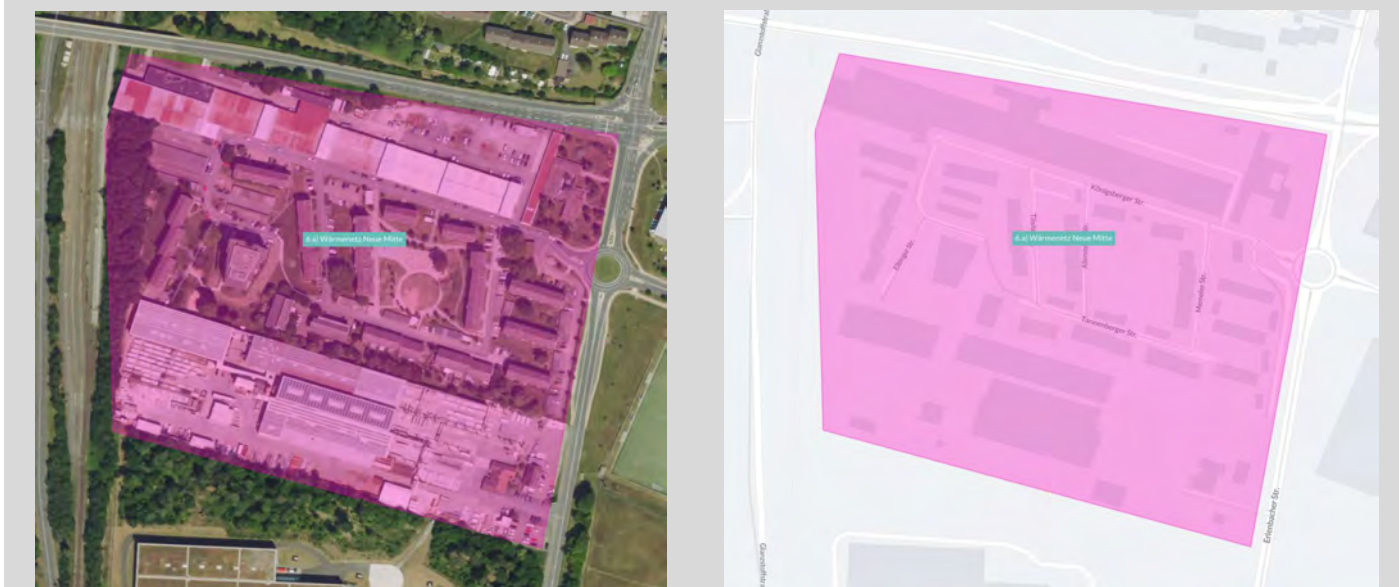 6 a) Wärmenetz Neue Mitte
Königsberger Str.
6 a) Wärmenetz Neue Mitte
Elbinger Str.
Memeler Str.
Tannenberger Str.
Erlenbacher Str.